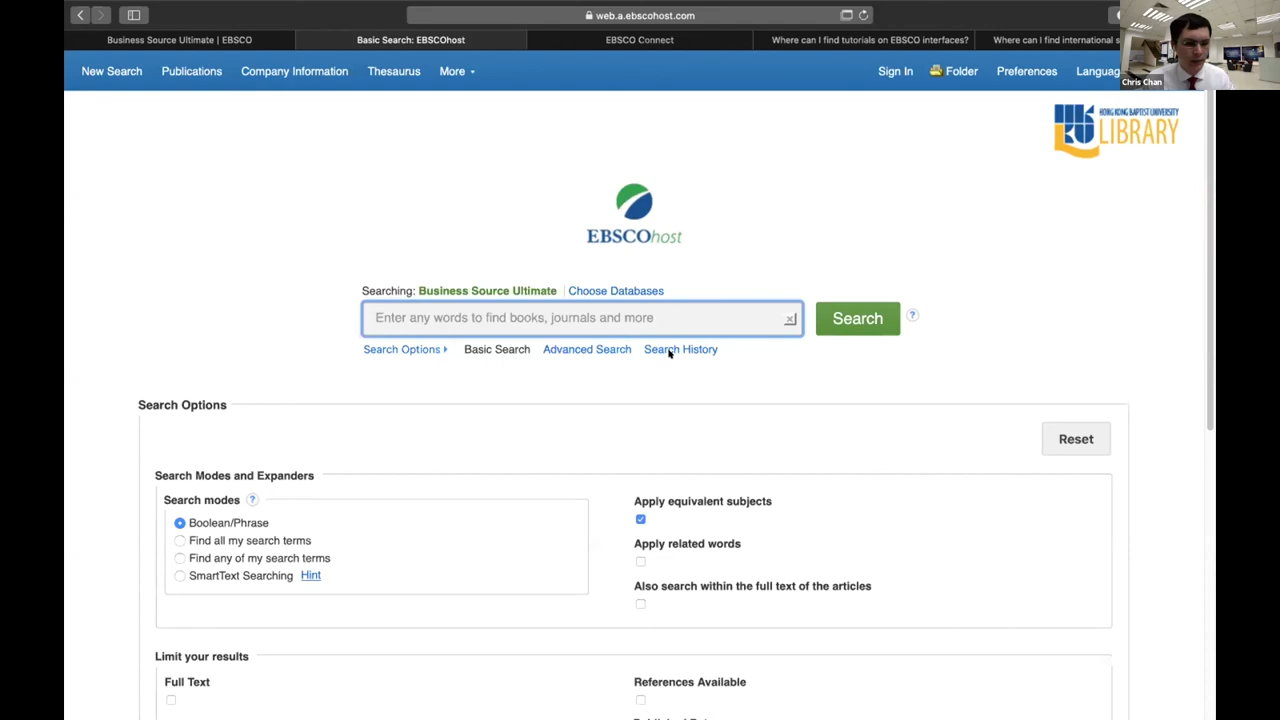 web.a.ebscohost.com
Business Source Ultimate | EBSCO
Basic Search: EBSCOhost
EBSCO Connect
Where can I find tutorials on EBSCO interfaces?
Where can I find international s
Chris Chan
New Search
Publications
Company Information
Thesaurus
More
Sign In
Folder
Preferences
Languag
HONG KONG BAPTIST UNIVERSITY
LIBRARY
EBSCOhost
Searching: Business Source Ultimate Choose Databases
Enter any words to find books, journals and more
Search
?
Search Options
Basic Search
Advanced Search
Search History
Search Options
Reset
Search Modes and Expanders
Search modes ?
Boolean/Phrase
Find all my search terms
Find any of my search terms
SmartText Searching Hint
Apply equivalent subjects
Apply related words
Also search within the full text of the articles
Limit your results
Full Text
References Available